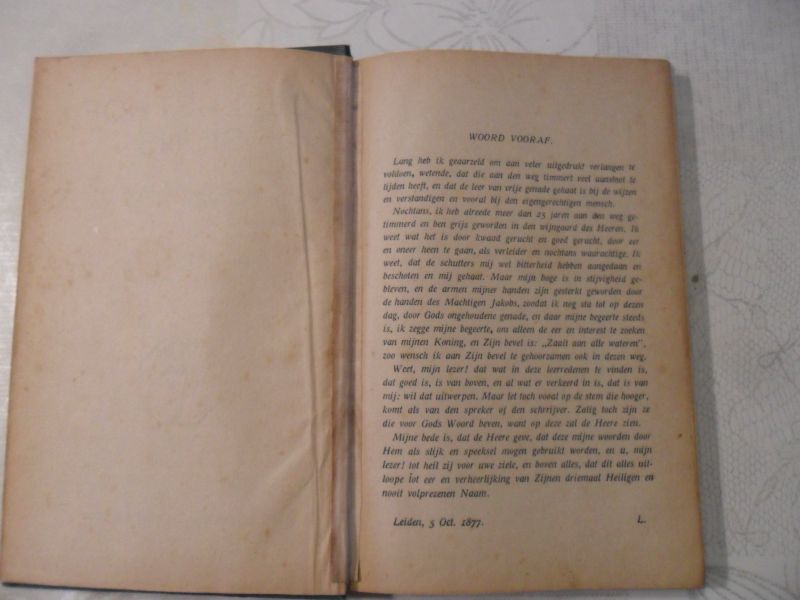 WOORD VOORAF.
Lang heb ik geaarzeld om aan veler uitgedrukt verlangen te
voldoen, wetende, dat die aan den weg timmert veel aanstoot te
lijden heeft, en dat de leer van vrije genade gehaat is bij de wijzen
en verstandigen en vooral bij den eigengerechtigen mensch.
Nochtans, ik heb alreede meer dan 25 jaren aan den weg ge-
timmerd en ben grijs geworden in den wijngaard des Heeren. Ik
weet wat het is door kwaad gerucht en goed gerucht, door eer
en oneer heen te gaan, als verleider en nochtans waarachtige. Ik
weet, dat de schutters mij wel bitterheid hebben aangedaan en
beschoten en mij gehaat. Maar mijn boge is in stijvigheid ge-
bleven, en de armen mijner handen zijn gesterkt geworden door
de handen des Machtigen Jakobs, zoodat ik nog sta tot op dezen
dag, door Gods ongehoudene genade, en daar mijne begeerte steeds
is, ik zegge mijne begeerte, om alleen de eer en interest te zoeken
van mijnen Koning, en Zijn bevel is: „Zaait aan alle wateren",
zoo wensch ik aan Zijn bevel te gehoorzamen ook in dezen weg.
Weet, mijn lezer! dat wat in deze leerredenen te vinden is,
dat goed is, is van boven, en al wat er verkeerd in is, dat is van
mij: wil dat uitwerpen. Maar let toch vooral op de stem die hooger,
komt als van den spreker of den schrijver. Zalig toch zijn ze
die voor Gods Woord beven, want op deze zal de Heere zien.
Mijne bede is, dat de Heere geve, dat deze mijne woorden door
Hem als slijk en speeksel mogen gebruikt worden, en u, mijn
lezer! tot heil zij voor uwe ziele, en boven alles, dat dit alles uit-
loope tot eer en verheerlijking van Zijnen driemaal Heiligen en
nooit volprezenen Naam.
Leiden, 5 Oct. 1877. L.